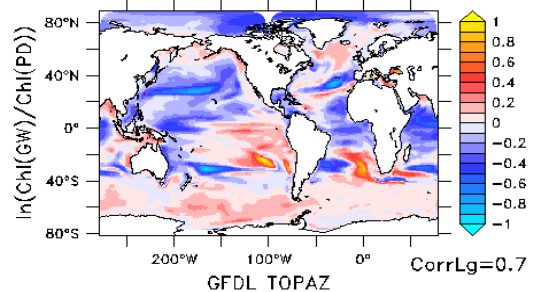 ln(Chl(GW)/Chl(PD))
80°N
40°N
0°
40°S
80°S
200°W 100°W 0°
1
0.8
0.6
0.4
0.2
0
−0.2
−0.4
−0.6
−0.8
−1
GFDL TOPAZ
CorrLg=0.7